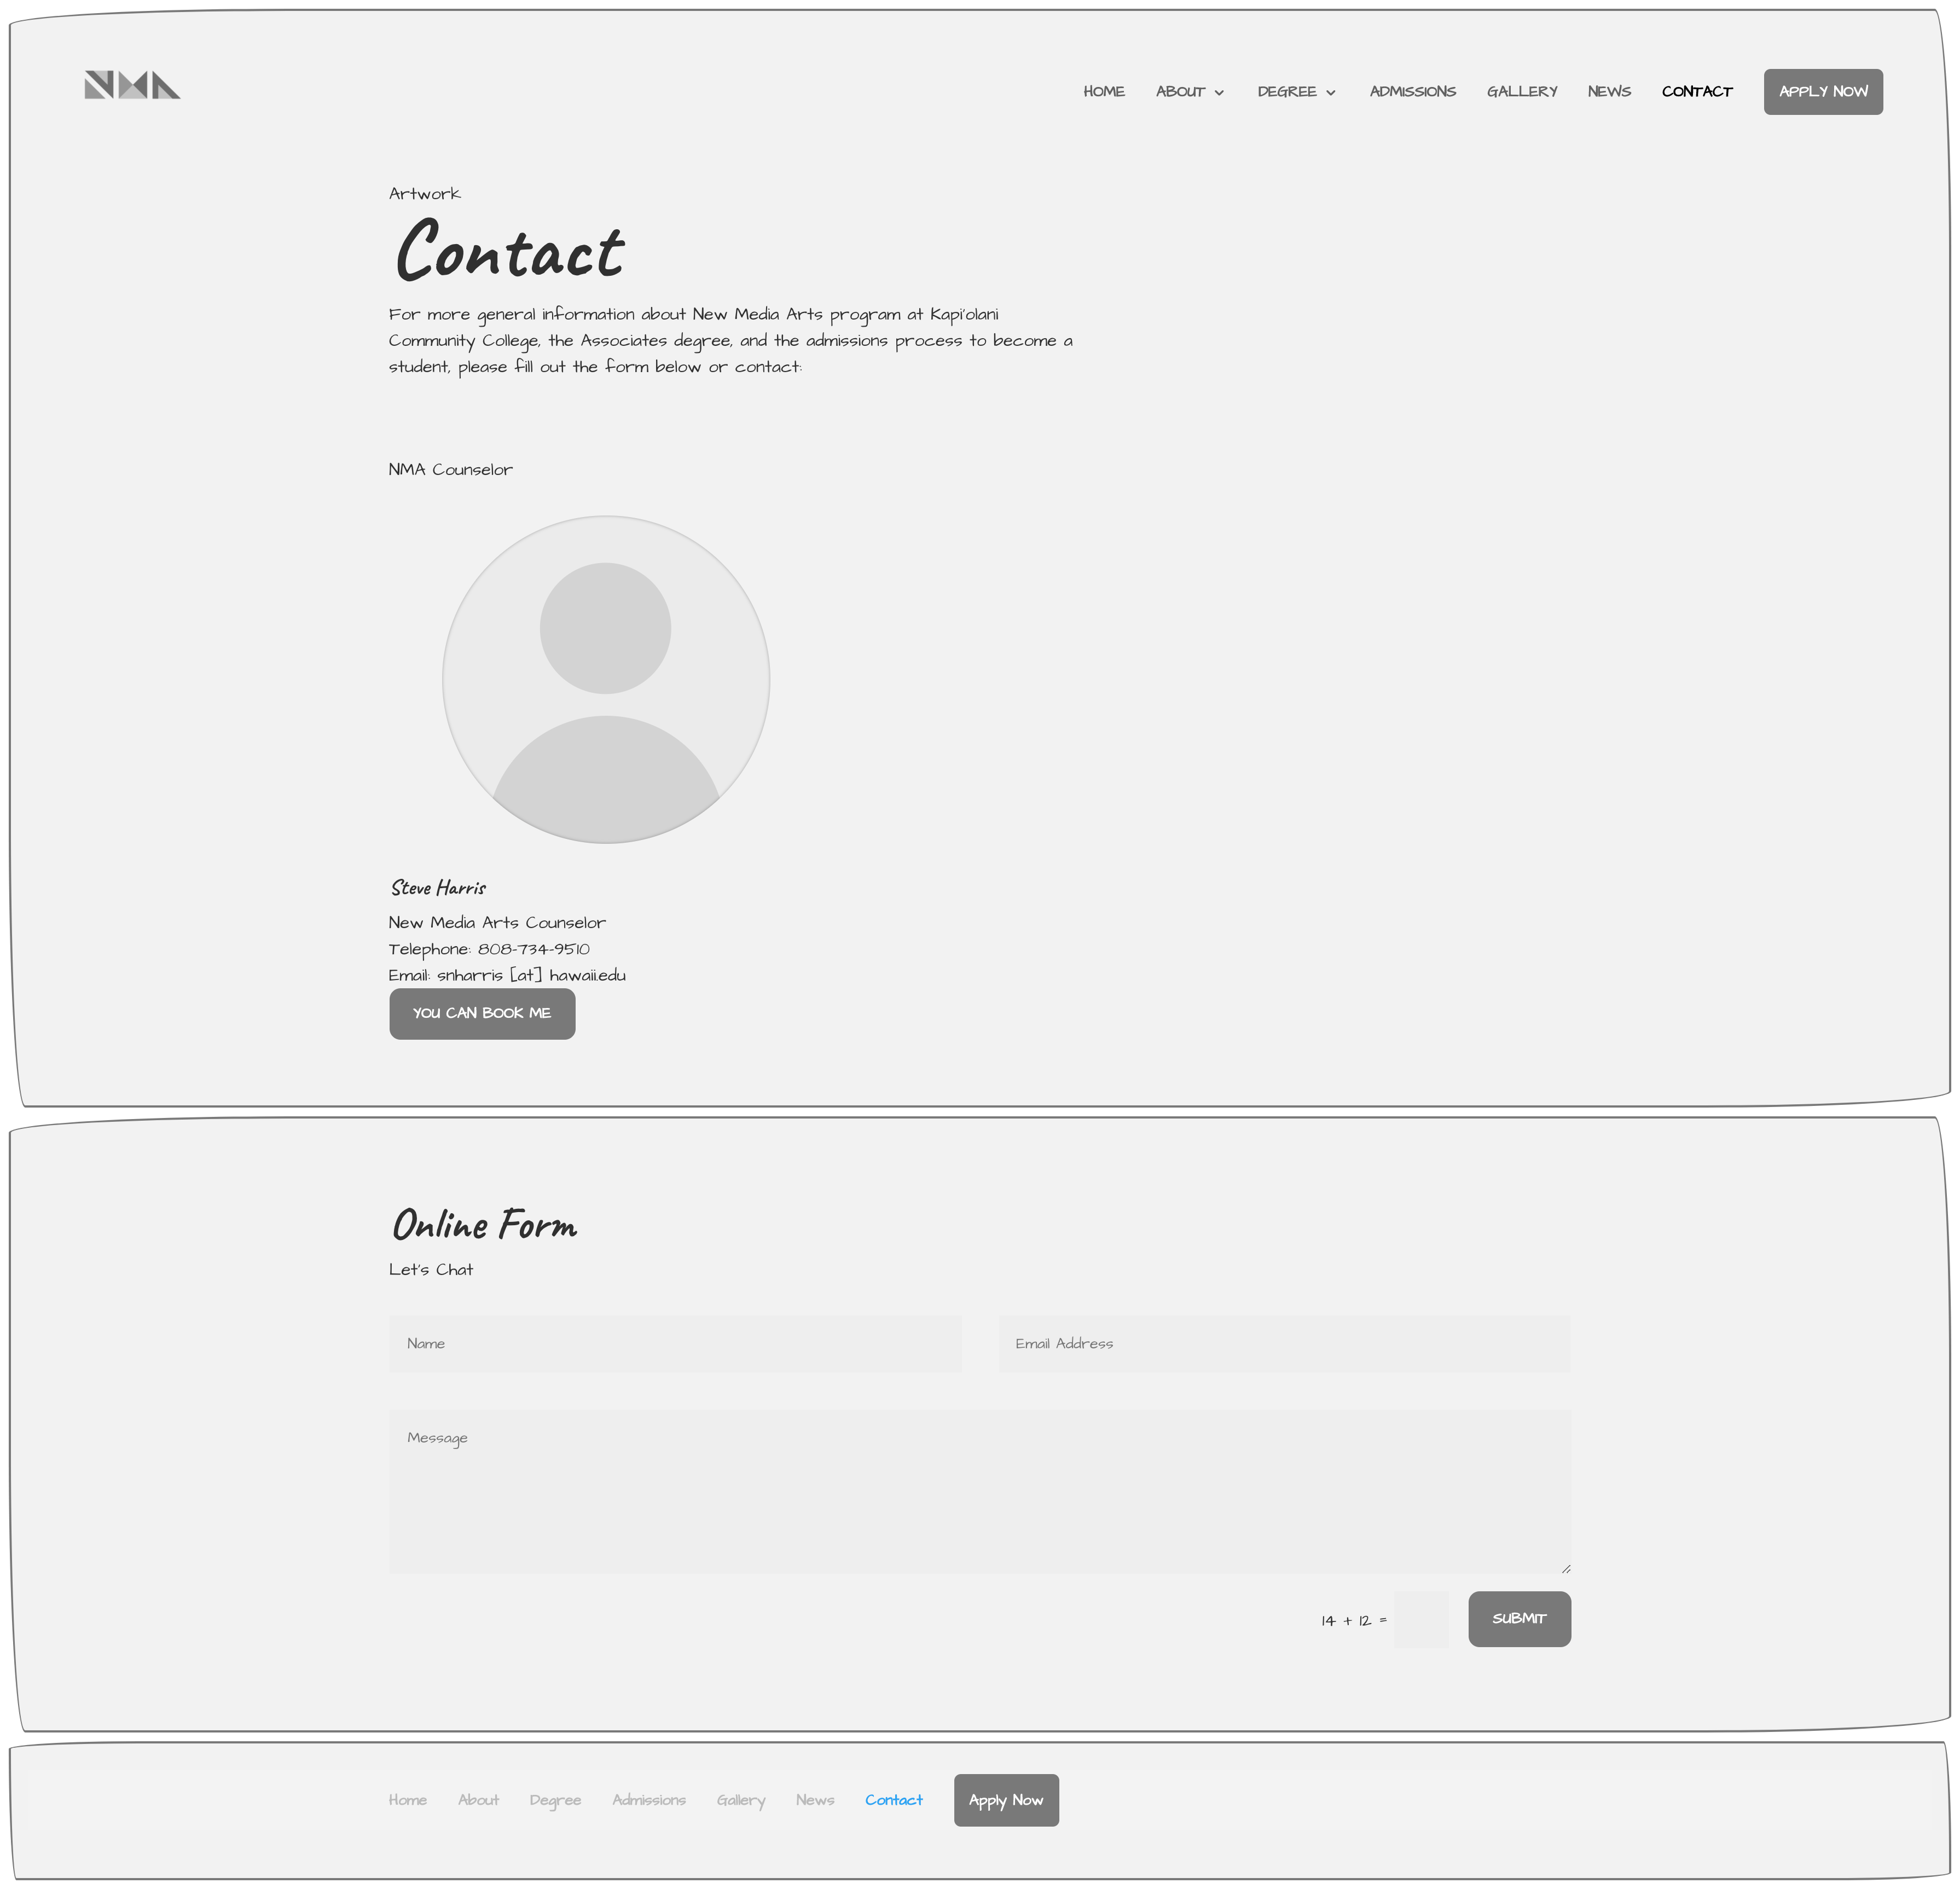 NMA
HOME ABOUT DEGREE ADMISSIONS GALLERY NEWS CONTACT APPLY NOW
Artwork
Contact
For more general information about New Media Arts program at Kapi'olani
Community College, the Associates degree, and the admissions process to become a
student, please fill out the form below or contact:
NMA Counselor
Steve Harris
New Media Arts Counselor
Telephone: 808-734-9510
Email: snharris [at] hawaii.edu
YOU CAN BOOK ME
Online Form
Let's Chat
Name Email Address
Message
14 + 12 = SUBMIT
Home About Degree Admissions Gallery News Contact Apply Now